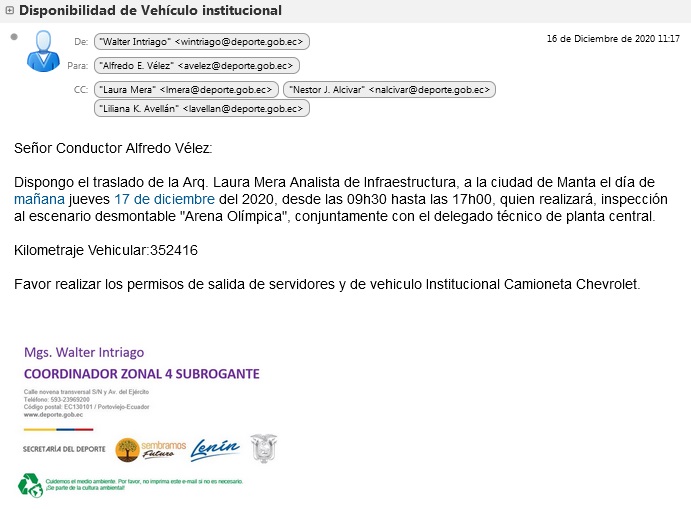 Disponibilidad de Vehículo institucional
De: "Walter Intriago" <wintriago@deporte.gob.ec>
16 de Diciembre de 2020 11:17
Para: "Alfredo E. Vélez" <avelez@deporte.gob.ec>
CC: "Laura Mera" <lmera@deporte.gob.ec> "Nestor J. Alcivar" <nalcivar@deporte.gob.ec>
"Liliana K. Avellán" <lavellan@deporte.gob.ec>
Señor Conductor Alfredo Vélez:
Dispongo el traslado de la Arq. Laura Mera Analista de Infraestructura, a la ciudad de Manta el día de
mañana jueves 17 de diciembre del 2020, desde las 09h30 hasta las 17h00, quien realizará, inspección
al escenario desmontable "Arena Olímpica", conjuntamente con el delegado técnico de planta central.
Kilometraje Vehicular:352416
Favor realizar los permisos de salida de servidores y de vehiculo Institucional Camioneta Chevrolet.
Mgs. Walter Intriago
COORDINADOR ZONAL 4 SUBROGANTE
Calle novena transversal S/N y Av. del Ejército
Teléfono: 593-23969200
Código postal: EC130101 / Portoviejo-Ecuador
www.deporte.gob.ec
SECRETARÍA DEL DEPORTE sembramos Futuro Lenín
Cuidemos el medio ambiente. Por favor, no imprima este e-mail si no es necesario
¡Se parte de la cultura ambiental!